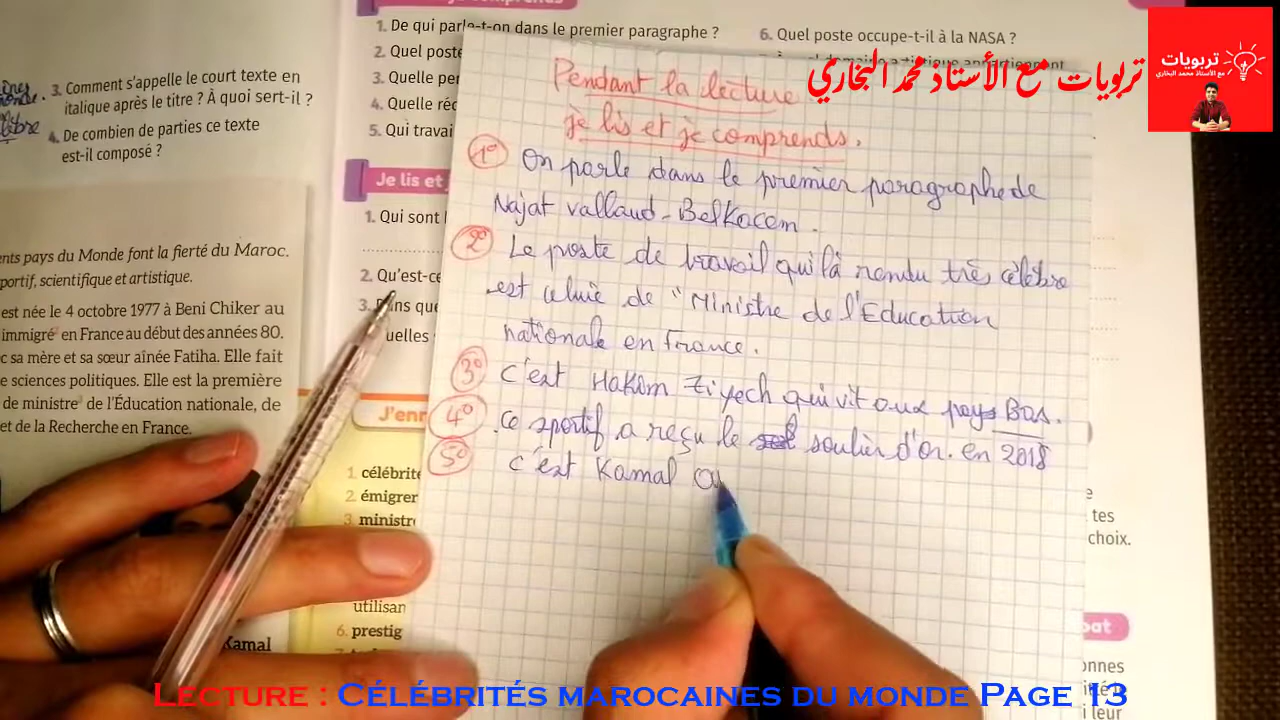 1. De qui parle-t-on dans le premier paragraphe ?
2. Quel poste
3. Quelle per
4. Quelle réc
5. Qui travai
6. Quel poste occupe-t-il à la NASA ?
تربويات مع الأستاذ محمد البخاري
تربويات
مع الأستاذ محمد البخاري
3. Comment s'appelle le court texte en
italique après le titre ? À quoi sert-il ?
4. De combien de parties ce texte
est-il composé ?
Je lis et
1. Qui sont l
2. Qu'est-ce
3. Dans que
uelles
ents pays du Monde font la fierté du Maroc.
portif, scientifique et artistique.
est née le 4 octobre 1977 à Beni Chiker au
immigré en France au début des années 80.
c sa mère et sa sœur aînée Fatiha. Elle fait
e sciences politiques. Elle est la première
de ministre de l'Éducation nationale, de
et de la Recherche en France.
J'enr
1. célébrité
2. émigrer
3. ministr
utilisan
6. prestig
Kamal
Pendant la lecture
je lis et je comprends.
1° On parle dans le premier paragraphe de
Najat Vallaud-Belkacem.
2° Le poste de travail qui là rendu très célèbre
est de "Ministre de l'Education
nationale en france.
3° c'est Hakim Ziyech qui vit aux pays Bas.
4° Ce sportif a reçu le soulier d'or. en 2018
5° c'est Kamal
tes
choix.
bat
onnes
i leur
Lecture : Célébrités marocaines du monde Page 13